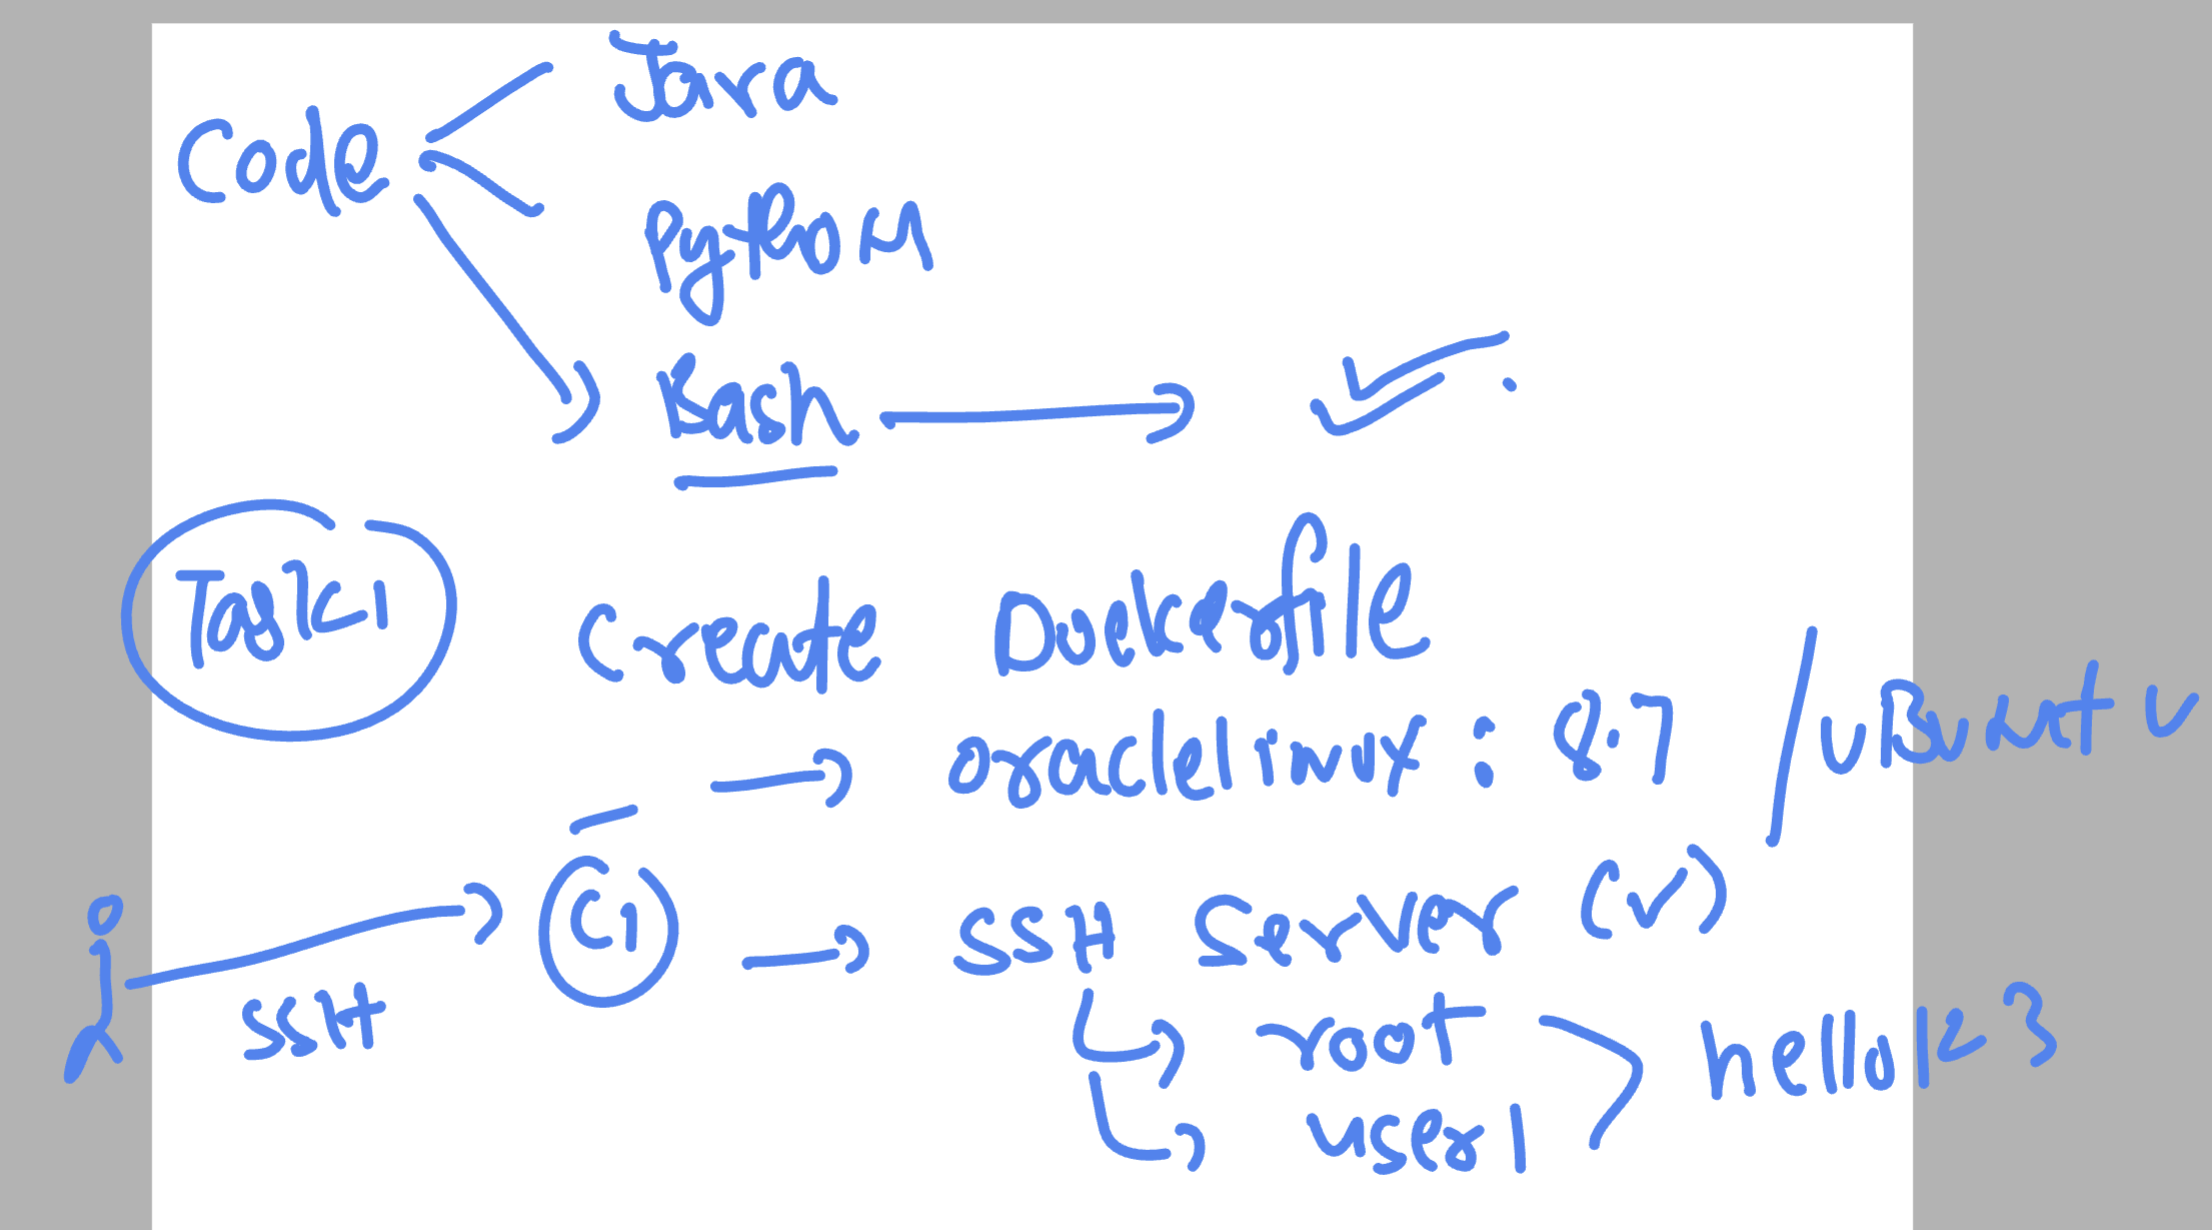 Code
Java
Python
Bash
Task1
create Dockerfile
oraclelinux : 8.7 / uBuntu
C1
SSH
SSH Server (v)
root
hello123
user1